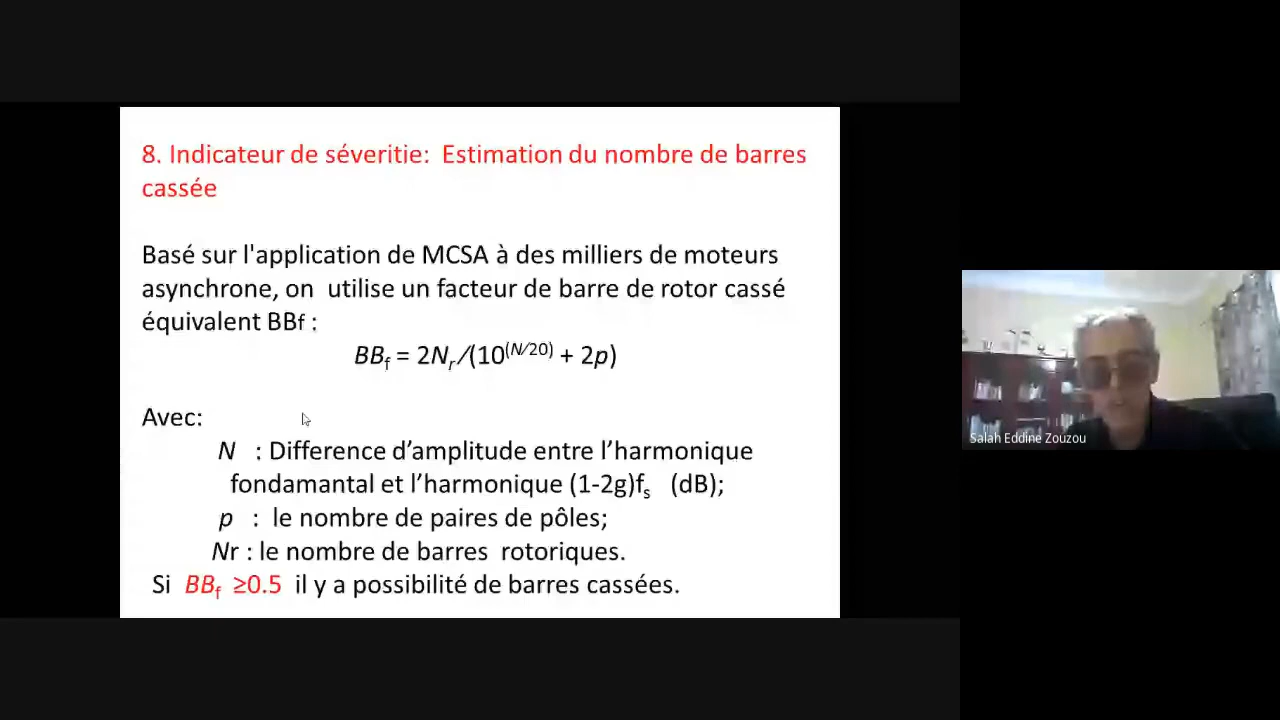 8. Indicateur de séveritie: Estimation du nombre de barres
cassée
Basé sur l'application de MCSA à des milliers de moteurs
asynchrone, on utilise un facteur de barre de rotor cassé
équivalent BBf :
BBf = 2Nr ∕(10^(N∕20) + 2p)
Avec:
N : Difference d’amplitude entre l’harmonique
fondamantal et l’harmonique (1-2g)fs (dB);
p : le nombre de paires de pôles;
Nr : le nombre de barres rotoriques.
Si BBf ≥0.5 il y a possibilité de barres cassées.
Salah Eddine Zouzou